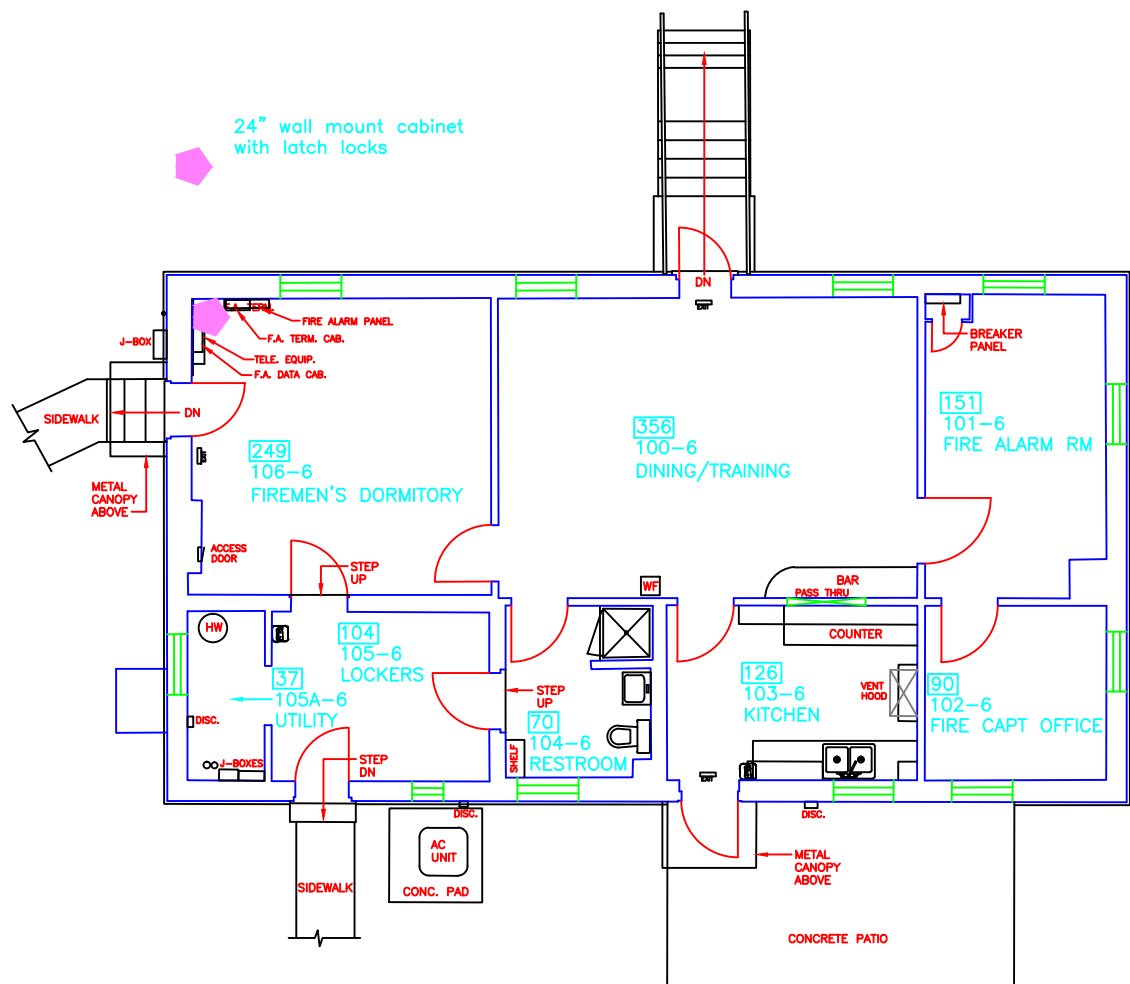 24" wall mount cabinet
with latch locks
DN
EXIT
F.A. TERM.
FIRE ALARM PANEL
F.A. TERM. CAB.
TELE. EQUIP.
F.A. DATA CAB.
J-BOX
BREAKER
PANEL
SIDEWALK
DN
EXIT
METAL
CANOPY
ABOVE
249
106-6
FIREMEN'S DORMITORY
356
100-6
DINING/TRAINING
151
101-6
FIRE ALARM RM
ACCESS
DOOR
STEP
UP
WF
BAR
PASS THRU
HW
104
105-6
LOCKERS
COUNTER
37
105A-6
UTILITY
DISC.
J-BOXES
STEP
UP
70
104-6
RESTROOM
SHELF
126
103-6
KITCHEN
VENT
HOOD
90
102-6
FIRE CAPT OFFICE
STEP
DN
EXIT
DISC.
DISC.
AC
UNIT
CONC. PAD
SIDEWALK
METAL
CANOPY
ABOVE
CONCRETE PATIO